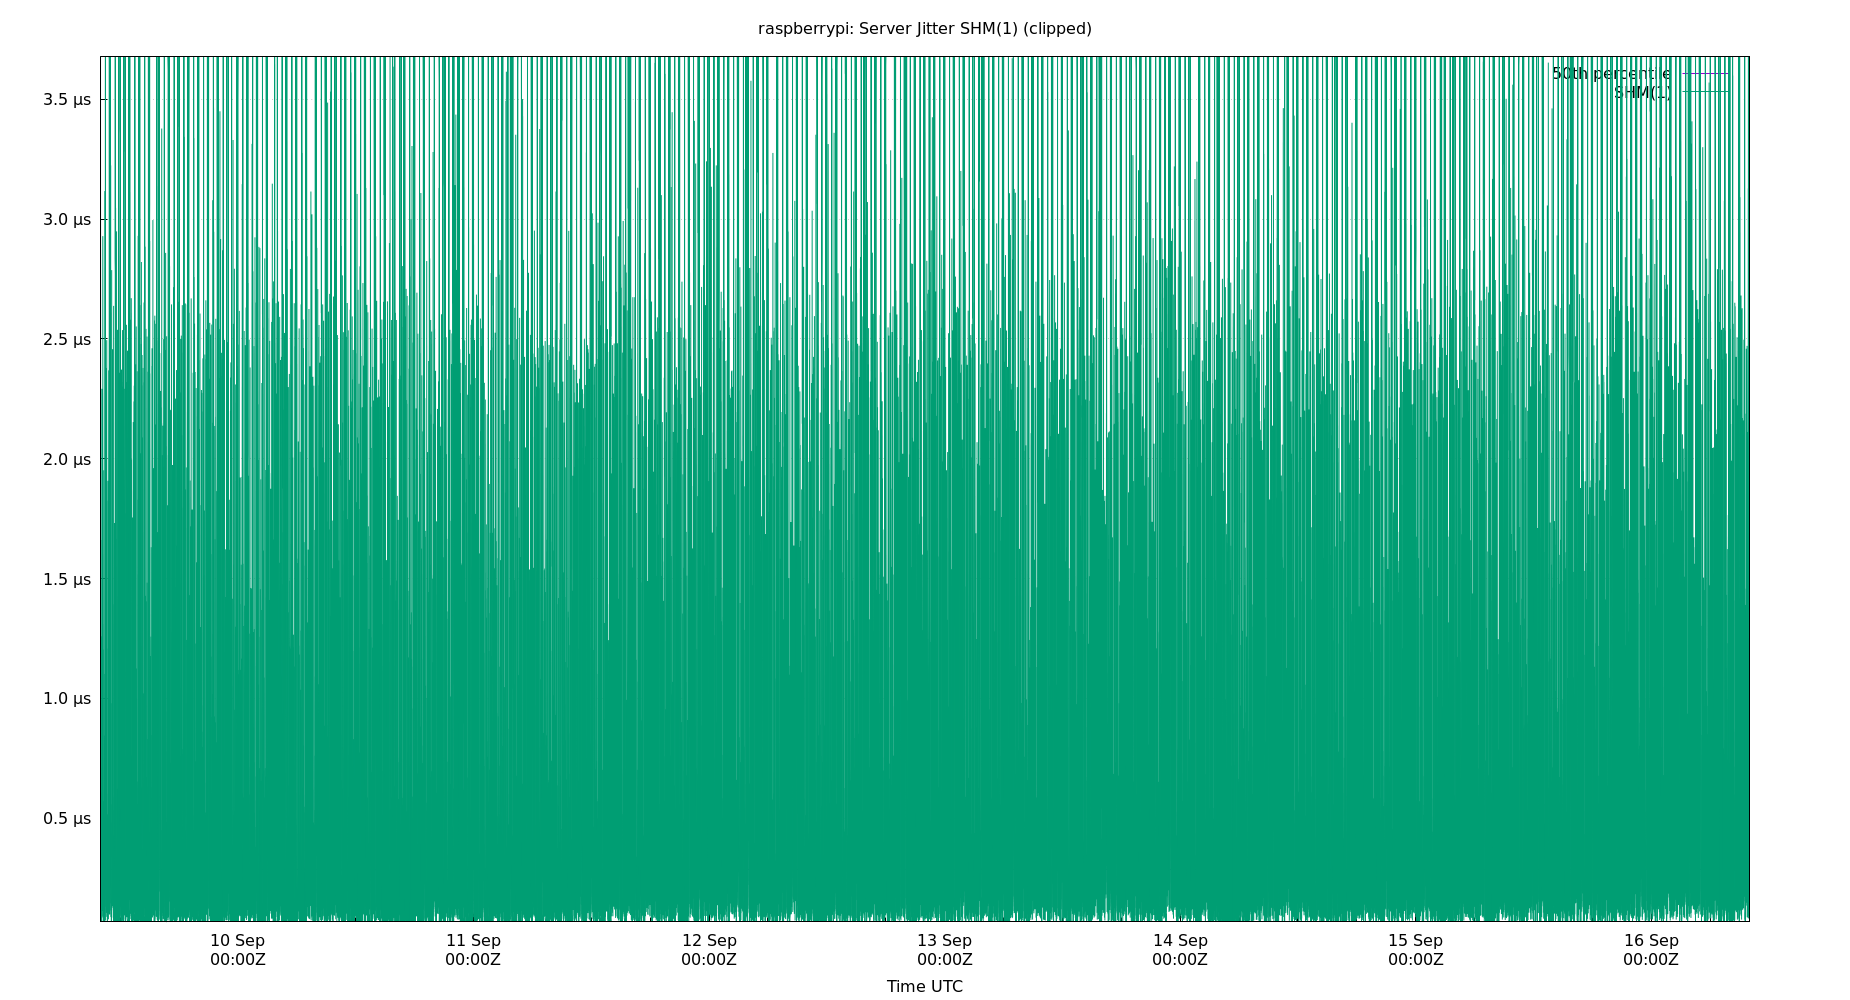 raspberrypi: Server Jitter SHM(1) (clipped)
50th percentile
SHM(1)
3.5 µs
3.0 µs
2.5 µs
2.0 µs
1.5 µs
1.0 µs
0.5 µs
10 Sep 11 Sep 12 Sep 13 Sep 14 Sep 15 Sep 16 Sep
00:00Z 00:00Z 00:00Z 00:00Z 00:00Z 00:00Z 00:00Z
Time UTC